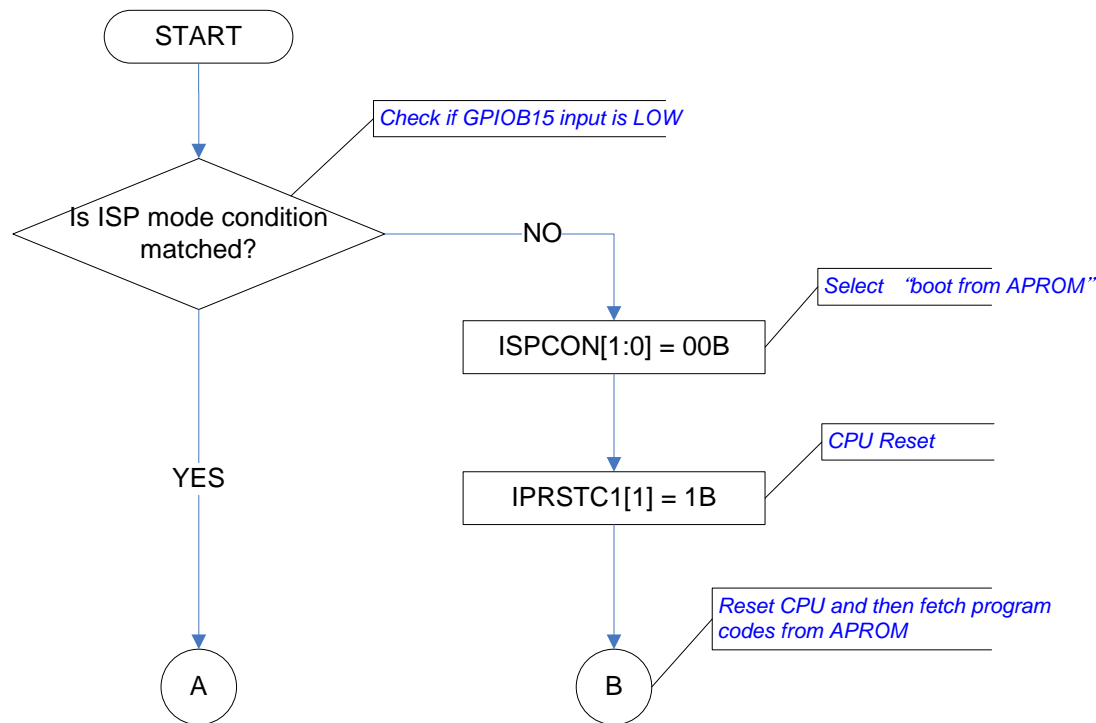 START
Check if GPIOB15 input is LOW
Is ISP mode condition
matched?
NO
Select “boot from APROM”
ISPCON[1:0] = 00B
CPU Reset
YES
IPRSTC1[1] = 1B
Reset CPU and then fetch program
codes from APROM
A
B